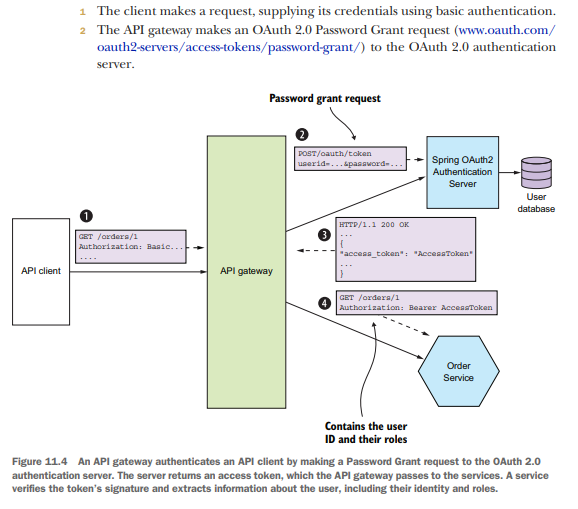 1 The client makes a request, supplying its credentials using basic authentication.
2 The API gateway makes an OAuth 2.0 Password Grant request (www.oauth.com/
oauth2-servers/access-tokens/password-grant/) to the OAuth 2.0 authentication
server.
Password grant request
2
POST/oauth/token
userid=...&password=...
Spring OAuth2
Authentication
Server
User
database
1
GET /orders/1
Authorization: Basic...
....
API client
API gateway
3
HTTP/1.1 200 OK
...
{
"access_token": "AccessToken"
...
}
4
GET /orders/1
Authorization: Bearer AccessToken
Order
Service
Contains the user
ID and their roles
Figure 11.4 An API gateway authenticates an API client by making a Password Grant request to the OAuth 2.0
authentication server. The server returns an access token, which the API gateway passes to the services. A service
verifies the token's signature and extracts information about the user, including their identity and roles.